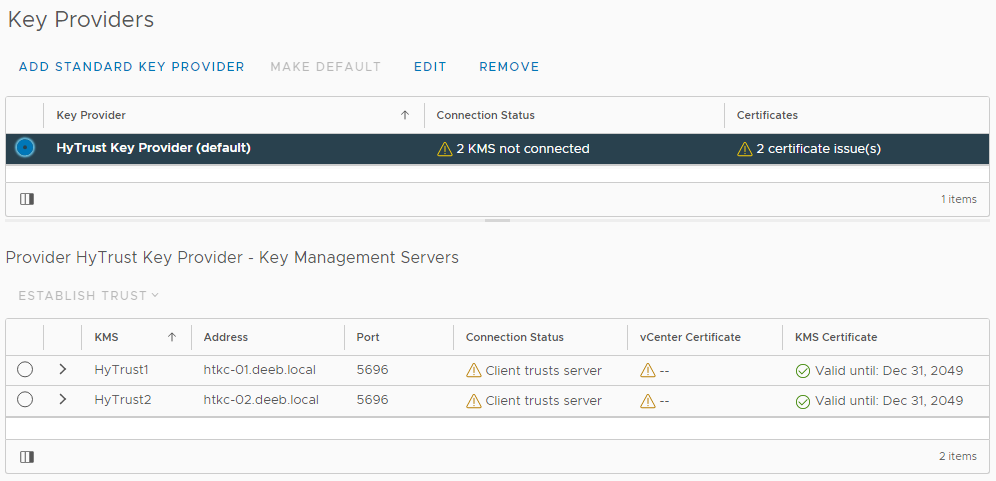 Key Providers
ADD STANDARD KEY PROVIDER MAKE DEFAULT EDIT REMOVE
Key Provider Connection Status Certificates
HyTrust Key Provider (default) 2 KMS not connected 2 certificate issue(s)
1 items
Provider HyTrust Key Provider - Key Management Servers
ESTABLISH TRUST
KMS Address Port Connection Status vCenter Certificate KMS Certificate
HyTrust1 htkc-01.deeb.local 5696 Client trusts server -- Valid until: Dec 31, 2049
HyTrust2 htkc-02.deeb.local 5696 Client trusts server -- Valid until: Dec 31, 2049
2 items